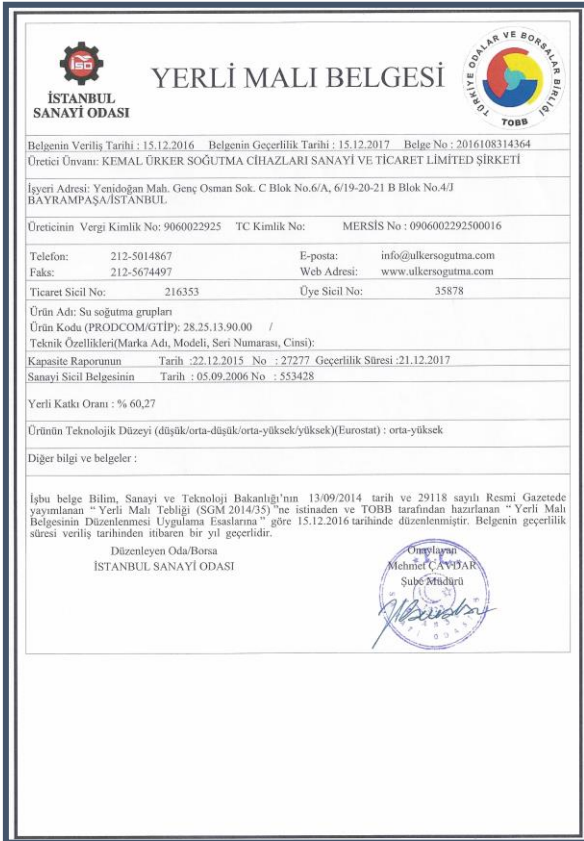 İSO
İSTANBUL
SANAYİ ODASI
YERLİ MALI BELGESİ
TÜRKİYE ODALAR VE BORSALAR BİRLİĞİ
TOBB
Belgenin Veriliş Tarihi : 15.12.2016 Belgenin Geçerlilik Tarihi : 15.12.2017 Belge No : 2016108314364
Üretici Ünvanı: KEMAL ÜRKER SOĞUTMA CİHAZLARI SANAYİ VE TİCARET LİMİTED ŞİRKETİ
İşyeri Adresi: Yenidoğan Mah. Genç Osman Sok. C Blok No.6/A, 6/19-20-21 B Blok No.4/J
BAYRAMPAŞA/İSTANBUL
Üreticinin Vergi Kimlik No: 9060022925 TC Kimlik No: MERSİS No : 0906002292500016
Telefon: 212-5014867 E-posta: info@ulkersogutma.com
Faks: 212-5674497 Web Adresi: www.ulkersogutma.com
Ticaret Sicil No: 216353 Üye Sicil No: 35878
Ürün Adı: Su soğutma grupları
Ürün Kodu (PRODCOM/GTİP): 28.25.13.90.00 /
Teknik Özellikleri(Marka Adı, Modeli, Seri Numarası, Cinsi):
Kapasite Raporunun Tarih :22.12.2015 No : 27277 Geçerlilik Süresi :21.12.2017
Sanayi Sicil Belgesinin Tarih : 05.09.2006 No : 553428
Yerli Katkı Oranı : % 60,27
Ürünün Teknolojik Düzeyi (düşük/orta-düşük/orta-yüksek/yüksek)(Eurostat) : orta-yüksek
Diğer bilgi ve belgeler :
İşbu belge Bilim, Sanayi ve Teknoloji Bakanlığı'nın 13/09/2014 tarih ve 29118 sayılı Resmi Gazetede
yayımlanan " Yerli Malı Tebliği (SGM 2014/35) "ne istinaden ve TOBB tarafından hazırlanan " Yerli Malı
Belgesinin Düzenlenmesi Uygulama Esaslarına " göre 15.12.2016 tarihinde düzenlenmiştir. Belgenin geçerlilik
süresi veriliş tarihinden itibaren bir yıl geçerlidir.
Düzenleyen Oda/Borsa
İSTANBUL SANAYİ ODASI
Onaylayan
Mehmet ÇAVDAR
Şube Müdürü